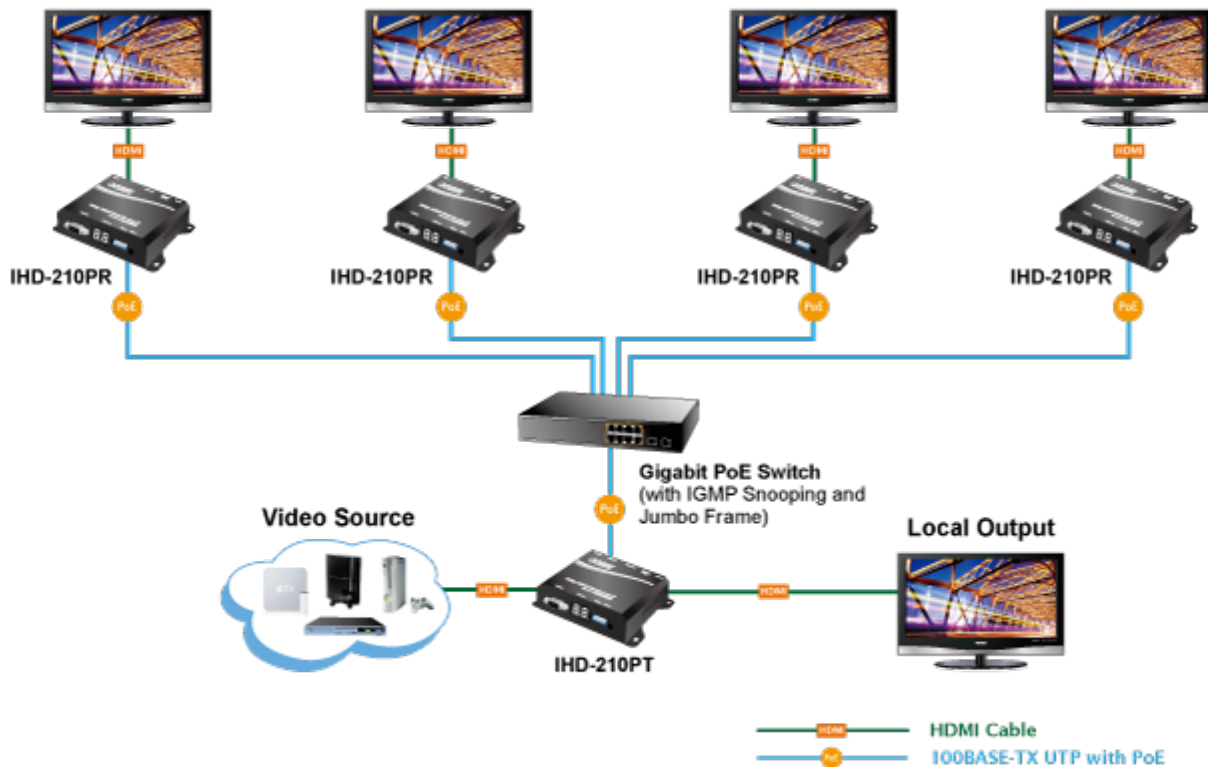 HDMI
HDMI
HDMI
HDMI
IHD-210PR
IHD-210PR
IHD-210PR
IHD-210PR
PoE
PoE
PoE
PoE
Gigabit PoE Switch
(with IGMP Snooping and
Jumbo Frame)
PoE
Video Source
Local Output
tv
HDMI
HDMI
IHD-210PT
HDMI
HDMI Cable
PoE
100BASE-TX UTP with PoE